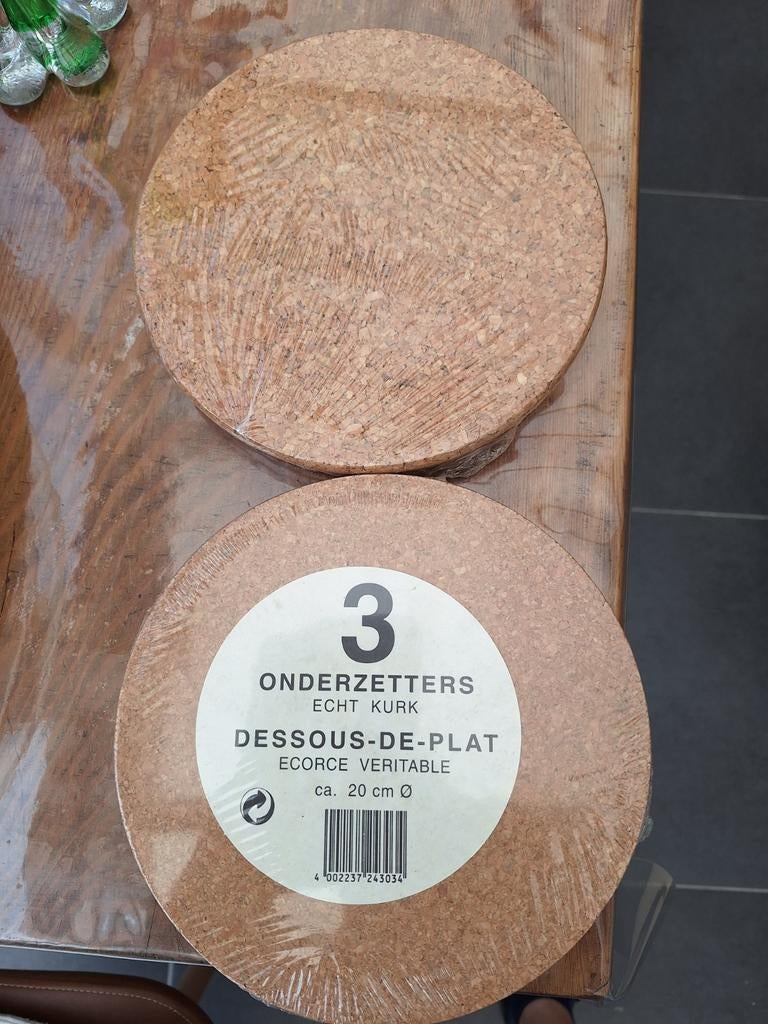 3
ONDERZETTERS
ECHT KURK
DESSOUS-DE-PLAT
ECORCE VERITABLE
ca. 20 cm Ø
4 002237 243034